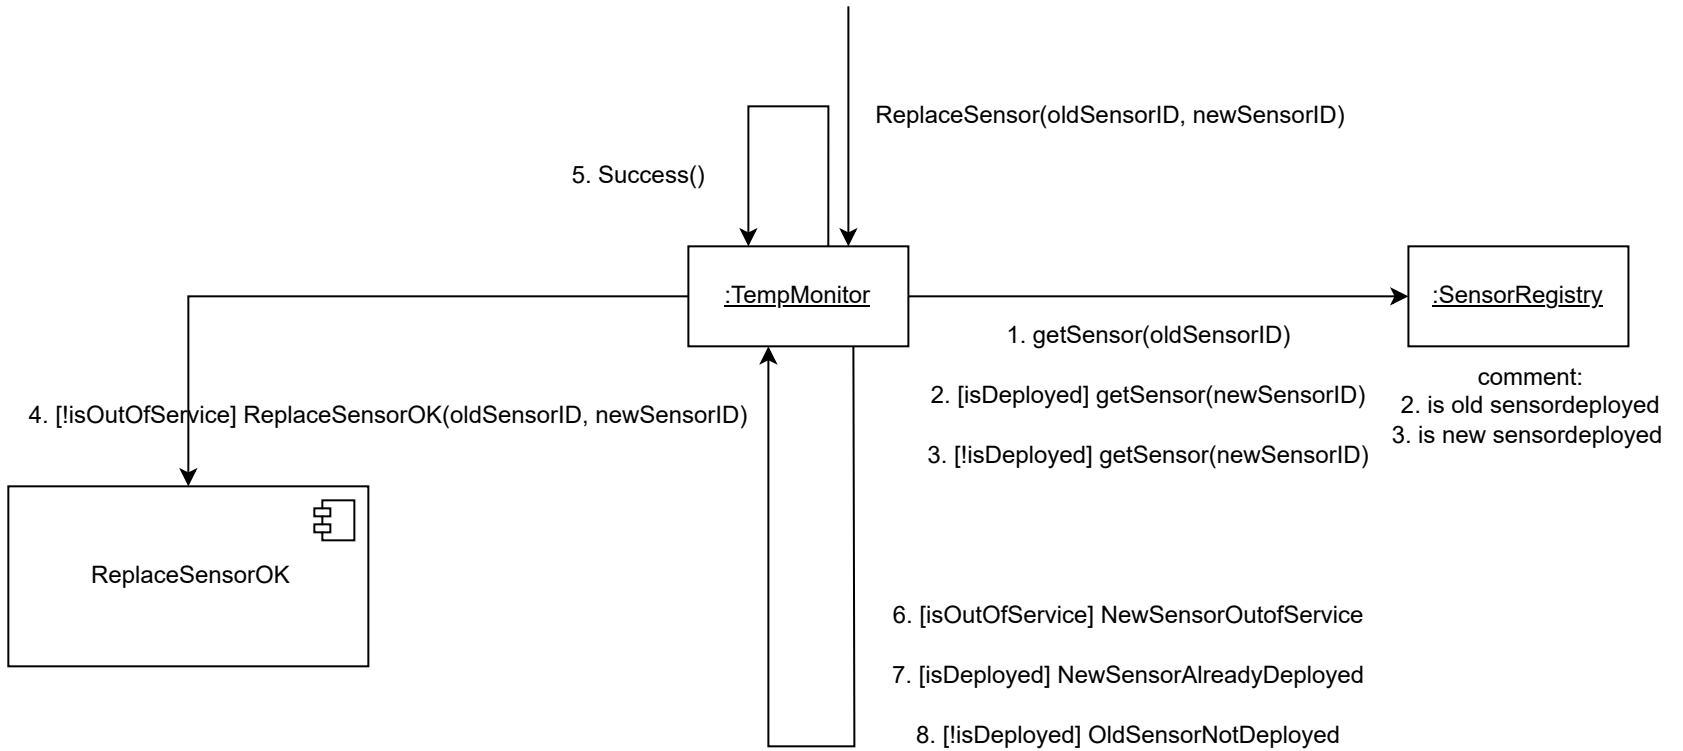 ReplaceSensor(oldSensorID, newSensorID)
5. Success()
:TempMonitor
:SensorRegistry
1. getSensor(oldSensorID)
2. [isDeployed] getSensor(newSensorID)
3. [!isDeployed] getSensor(newSensorID)
comment:
2. is old sensordeployed
3. is new sensordeployed
4. [!isOutOfService] ReplaceSensorOK(oldSensorID, newSensorID)
ReplaceSensorOK
6. [isOutOfService] NewSensorOutofService
7. [isDeployed] NewSensorAlreadyDeployed
8. [!isDeployed] OldSensorNotDeployed